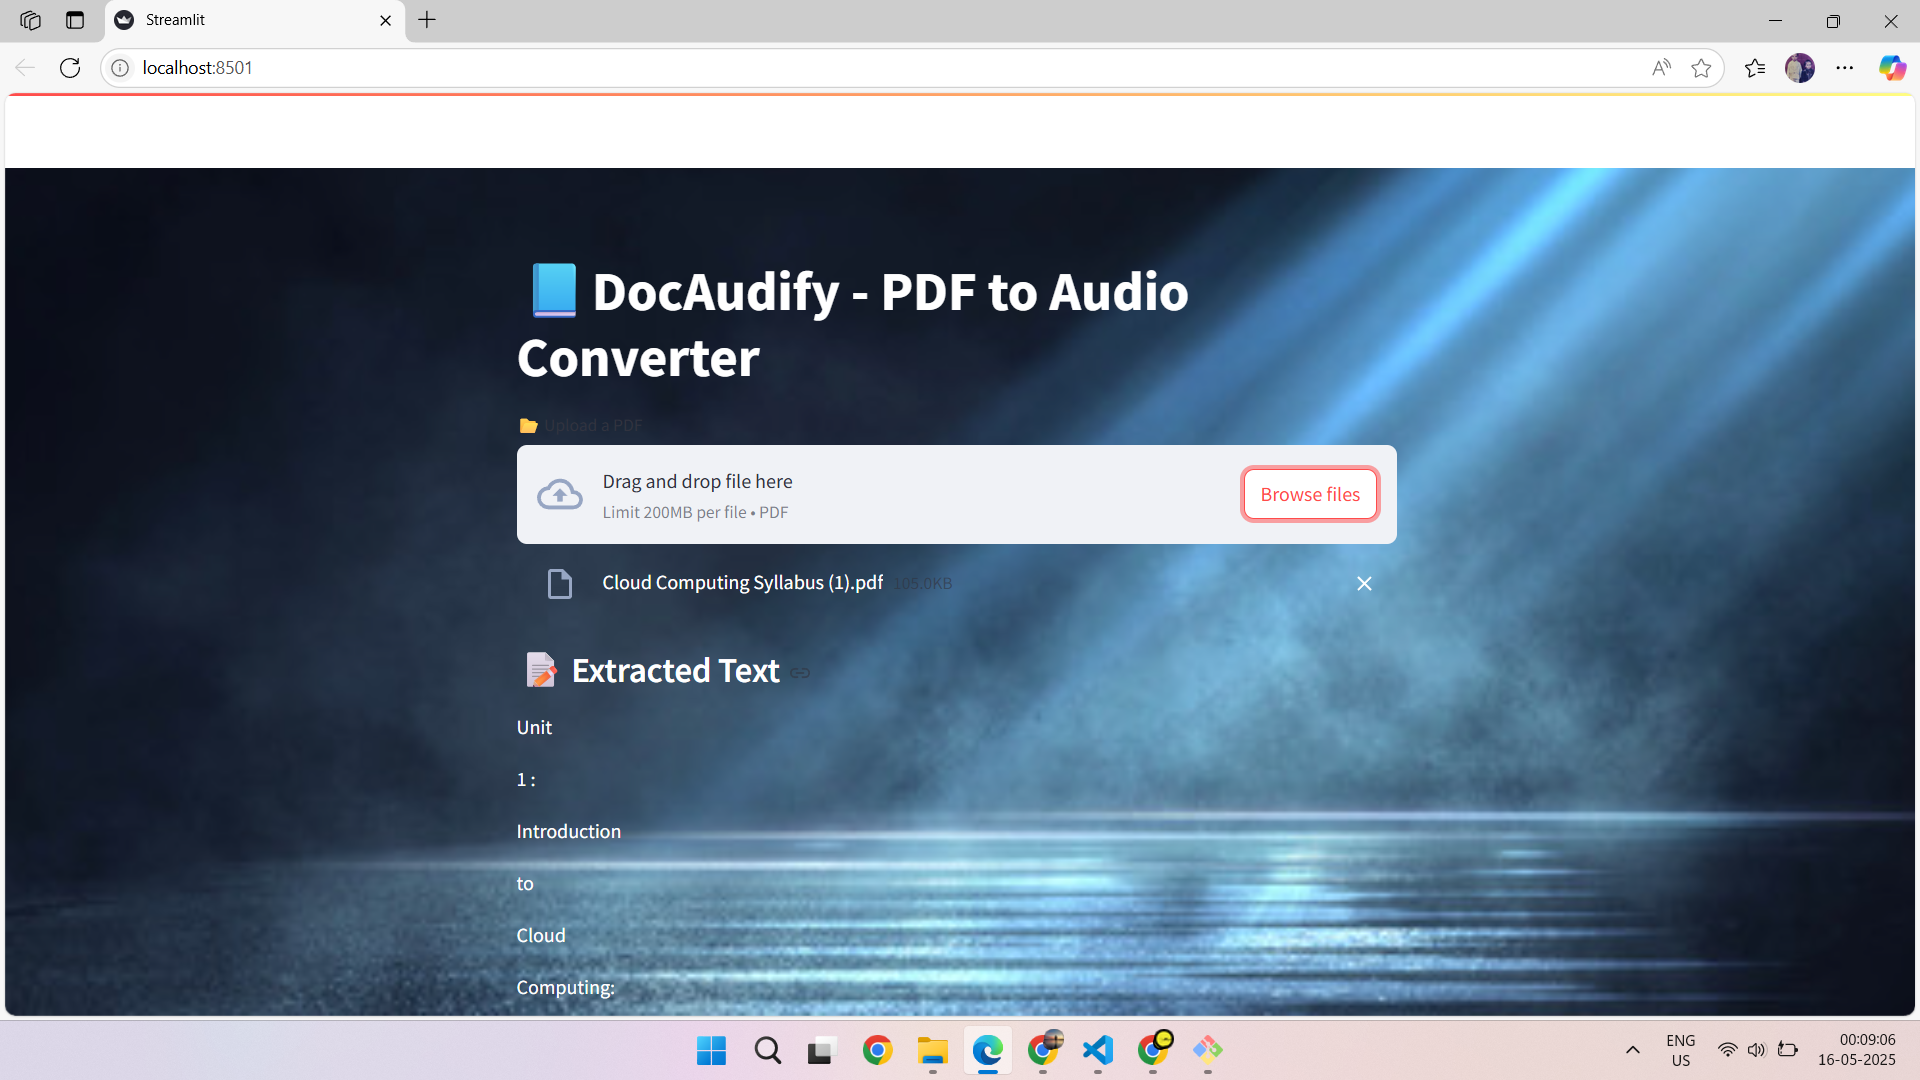 Streamlit
localhost:8501
DocAudify - PDF to Audio
Converter
Upload a PDF
Drag and drop file here
Limit 200MB per file • PDF
Browse files
Cloud Computing Syllabus (1).pdf 105.0KB
Extracted Text
Unit
1 :
Introduction
to
Cloud
Computing:
ENG
US
00:09:06
16-05-2025